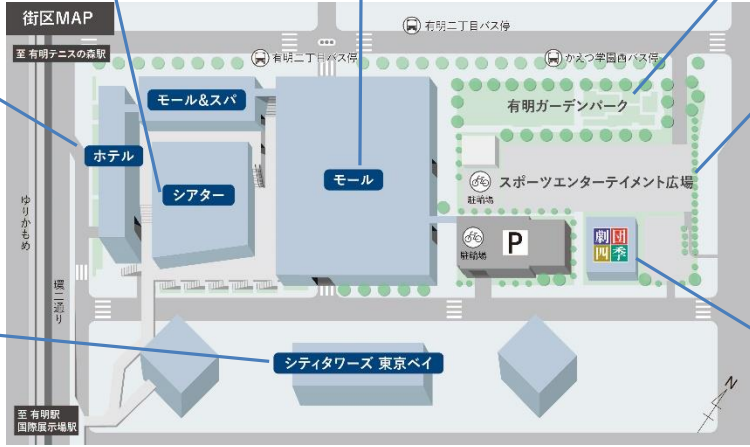 街区MAP
至 有明テニスの森駅
有明二丁目バス停
有明二丁目バス停
かえつ学園西バス停
モール&スパ
有明ガーデンパーク
ホテル
シアター
モール
駐輪場
スポーツエンターテイメント広場
ゆりかもめ
駐輪場
P
劇団
四季
環二通り
シティタワーズ 東京ベイ
至 有明駅
国際展示場駅
N